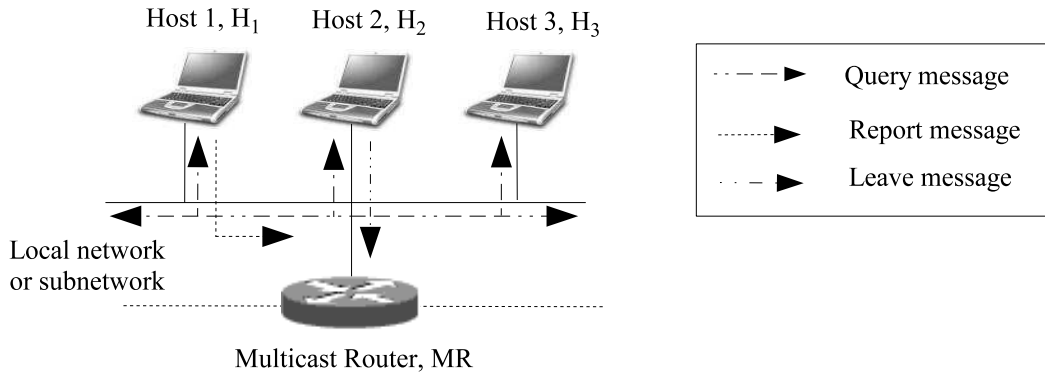 Host 1, H1
Host 2, H2
Host 3, H3
Query message
Report message
Leave message
Local network
or subnetwork
Multicast Router, MR